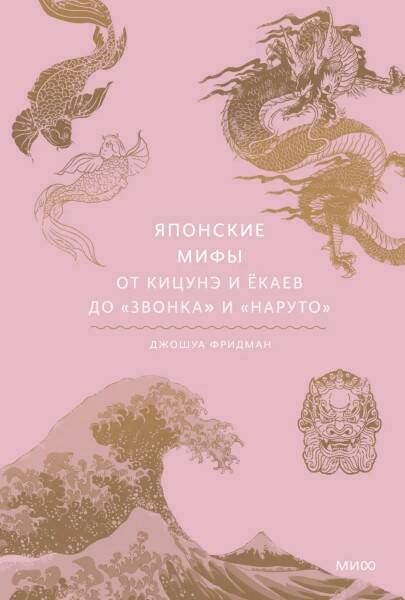 ЯПОНСКИЕ
МИФЫ
ОТ КИЦУНЭ И ЁКАЕВ
ДО «ЗВОНКА» И «НАРУТО»
ДЖОШУА ФРИДМАН
МИФ